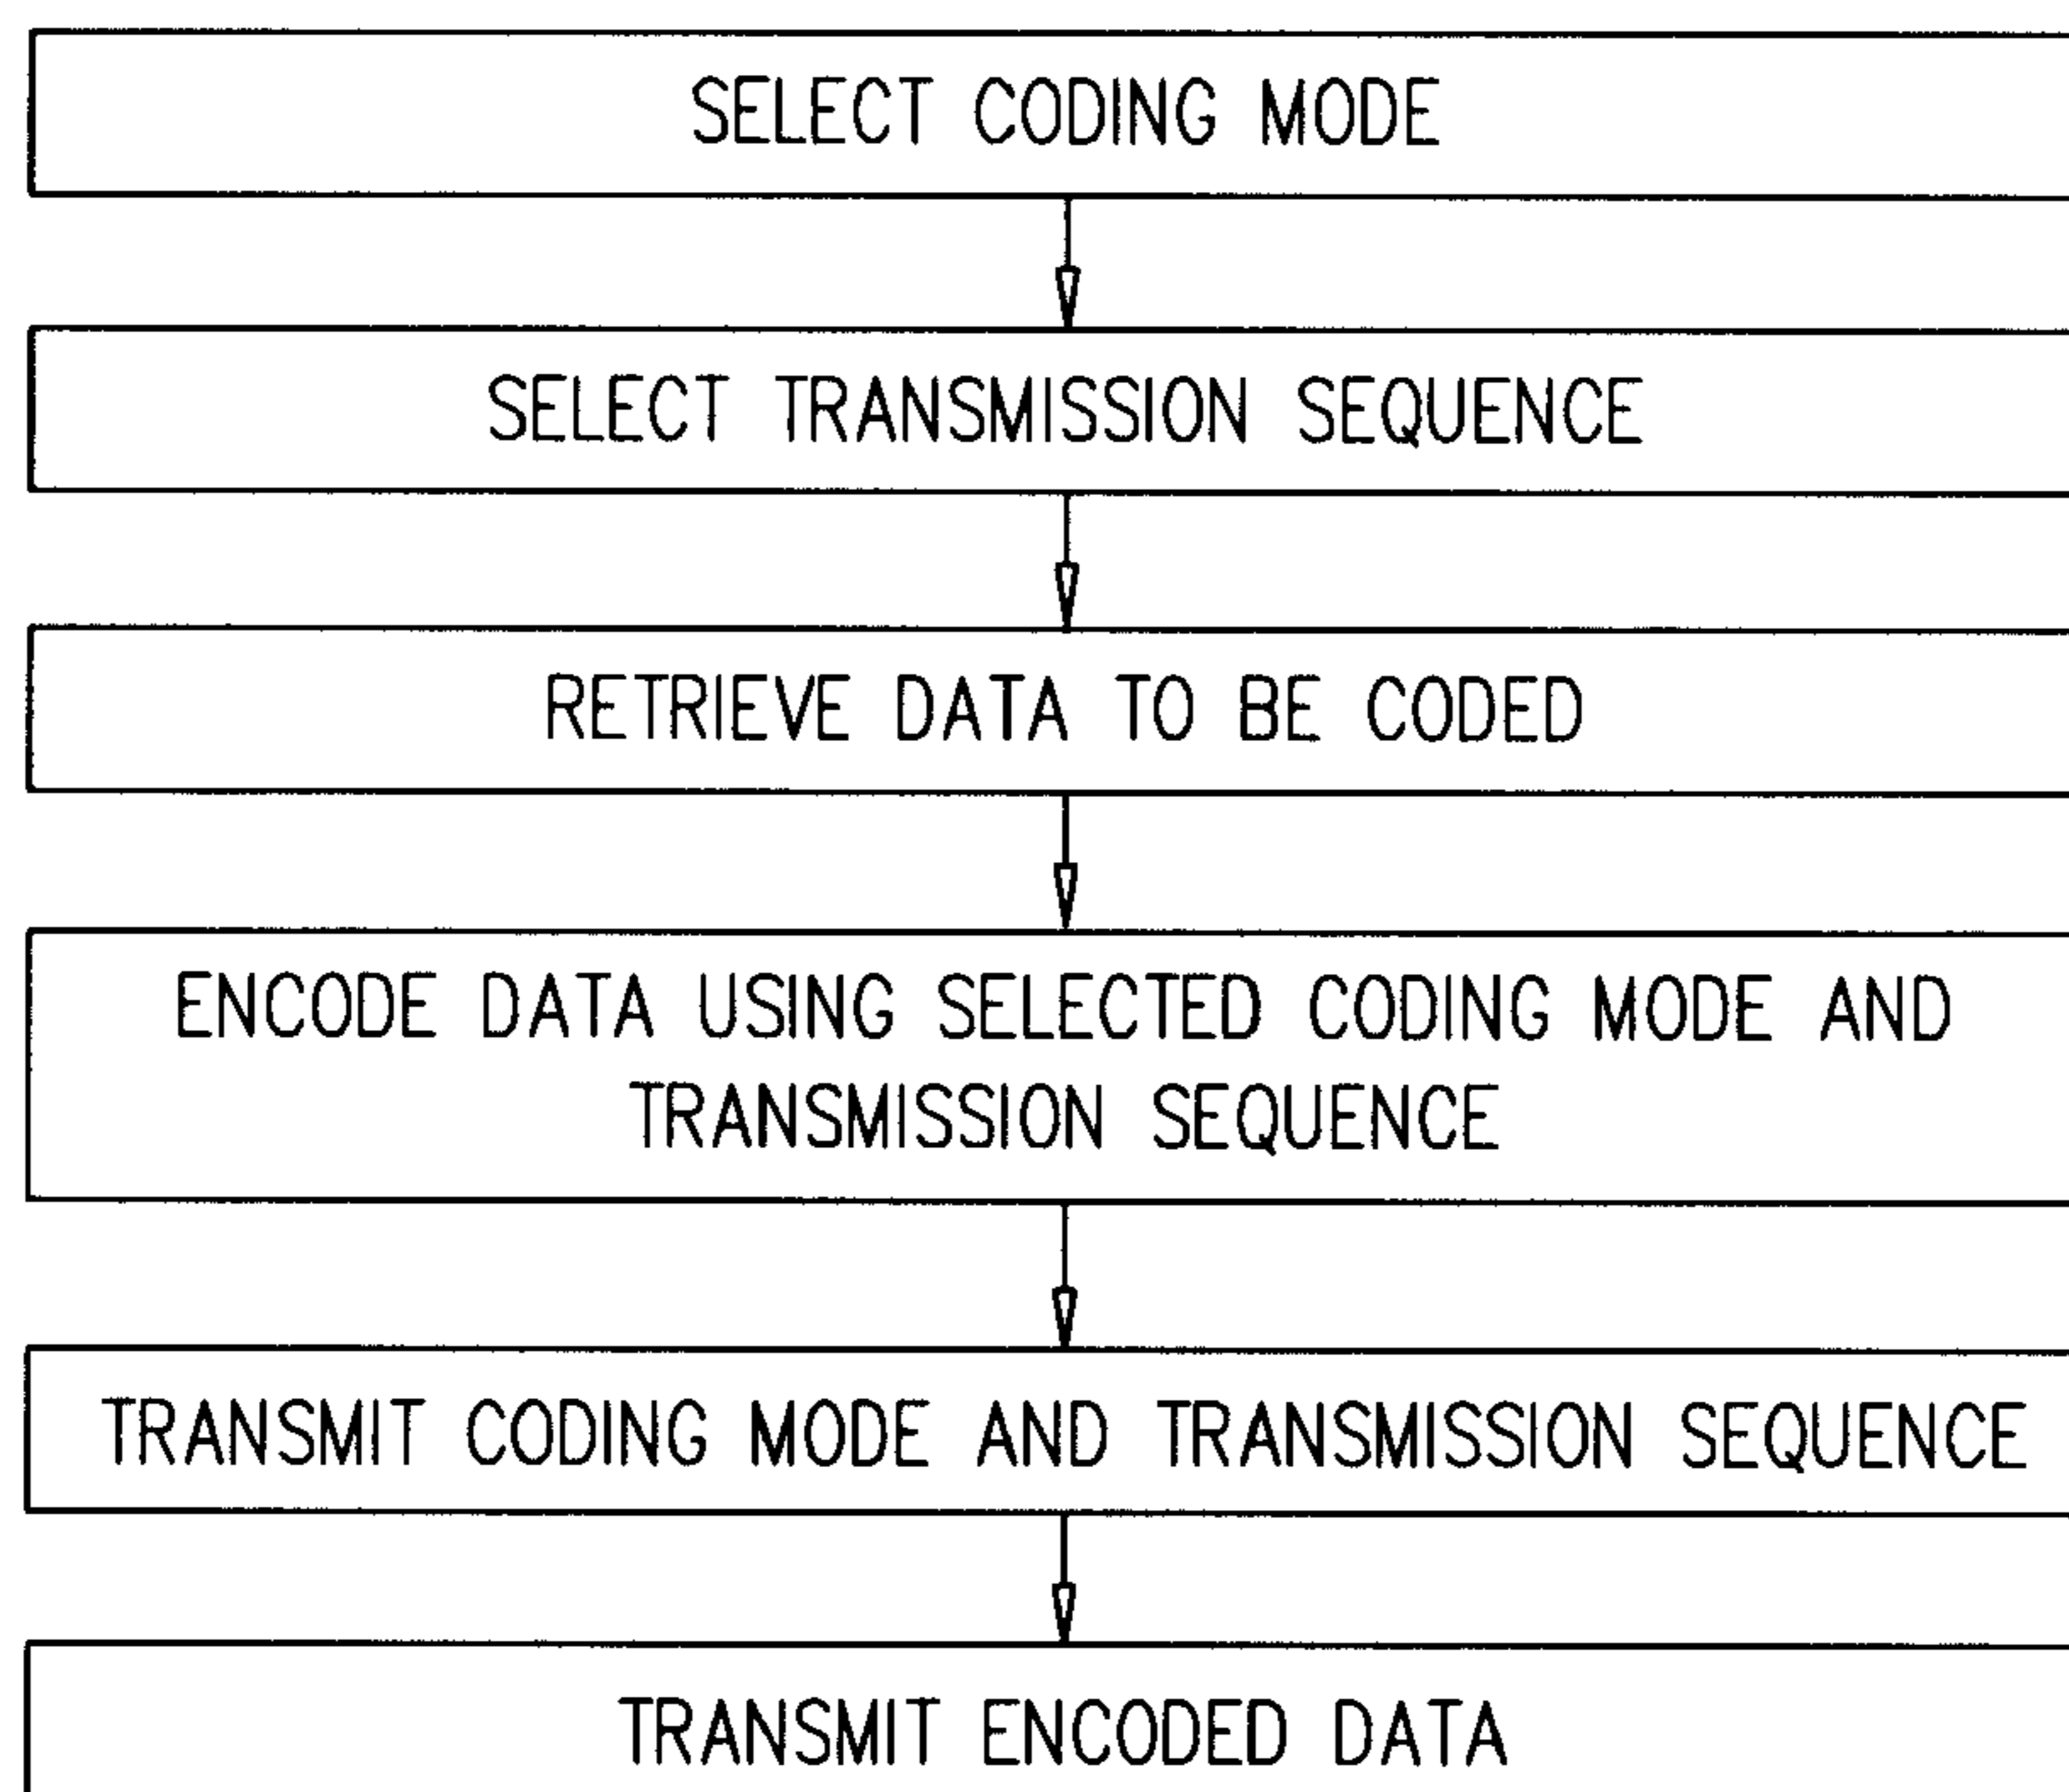 SELECT CODING MODE
SELECT TRANSMISSION SEQUENCE
RETRIEVE DATA TO BE CODED
ENCODE DATA USING SELECTED CODING MODE AND
TRANSMISSION SEQUENCE
TRANSMIT CODING MODE AND TRANSMISSION SEQUENCE
TRANSMIT ENCODED DATA